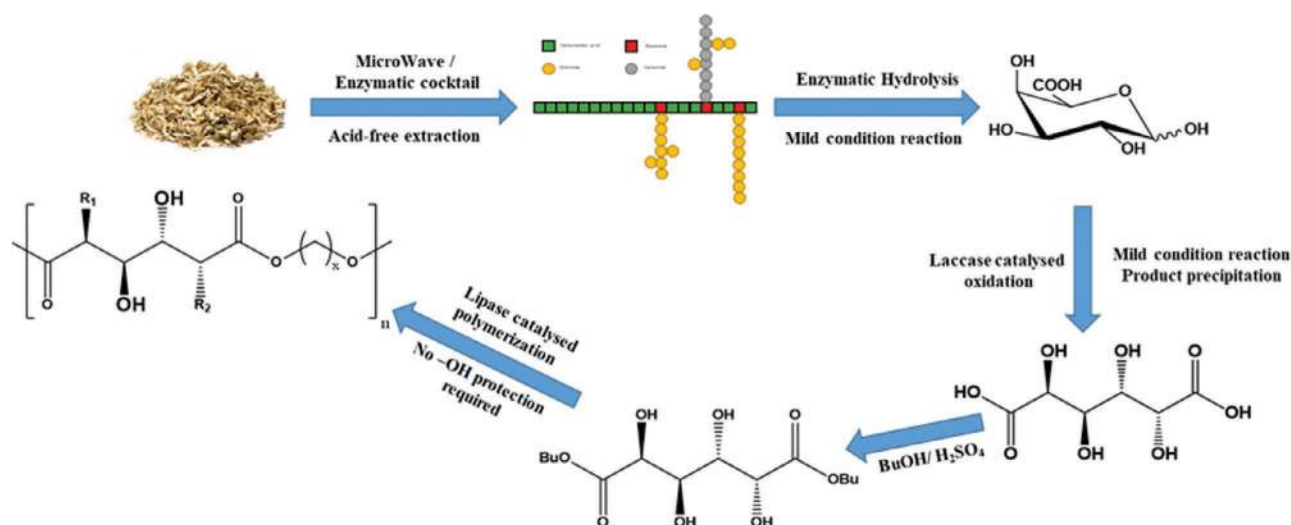 MicroWave /
Enzymatic cocktail
Acid-free extraction
Enzymatic Hydrolysis
Mild condition reaction
OH
COOH
O
HO
HO
OH
OH
Laccase catalysed
oxidation
Mild condition reaction
Product precipitation
OH
OH
O
HO
OH
O
OH
OH
BuOH/ H₂SO₄
OH
OH
O
BuO
OBu
O
OH
OH
Lipase catalysed
polymerization
No –OH protection
required
R₁
OH
O
O
x
O
O
OH
R₂
n